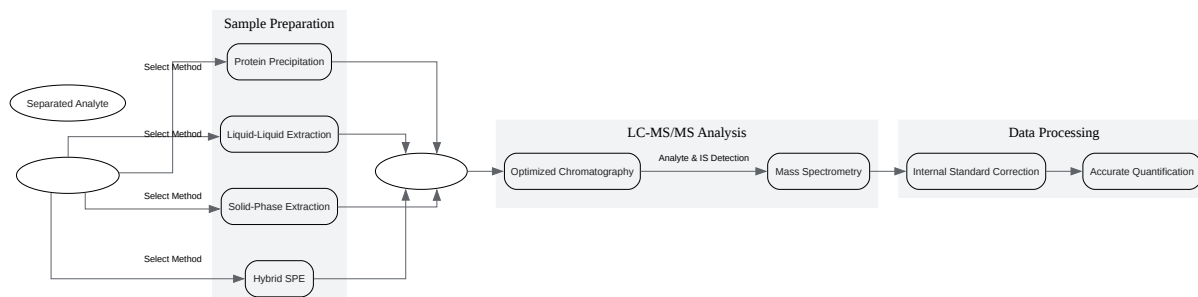 Sample Preparation
Select Method
Protein Precipitation
Separated Analyte
Select Method
Liquid-Liquid Extraction
LC-MS/MS Analysis
Data Processing
Optimized Chromatography
Analyte & IS Detection
Mass Spectrometry
Internal Standard Correction
Accurate Quantification
Select Method
Solid-Phase Extraction
Select Method
Hybrid SPE